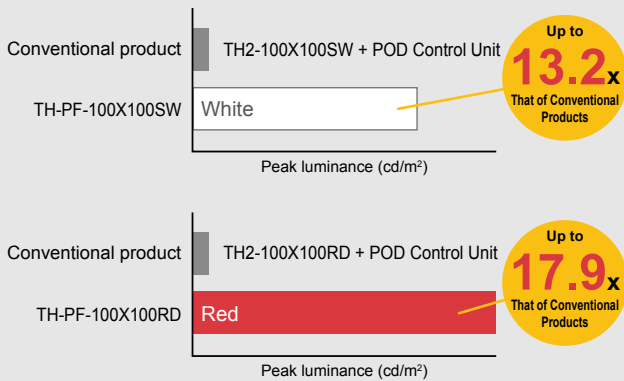 Conventional product
TH2-100X100SW + POD Control Unit
Up to
13.2x
That of Conventional
Products
TH-PF-100X100SW
White
Peak luminance (cd/m²)
Conventional product
TH2-100X100RD + POD Control Unit
Up to
17.9x
That of Conventional
Products
TH-PF-100X100RD
Red
Peak luminance (cd/m²)